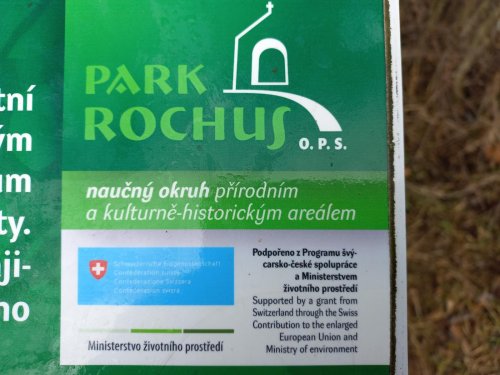 tní
ým
um
ty.
ji-
ho
PARK
ROCHUS
O. P. S.
naučný okruh přírodním
a kulturně-historickým areálem
Schweizerische Eidgenossenschaft
Confédération suisse
Confederazione Svizzera
Confederaziun svizra
Ministerstvo životního prostředí
Podpořeno z Programu švý-
carsko-české spolupráce
a Ministerstvem
životního prostředí
Supported by a grant from
Switzerland through the Swiss
Contribution to the enlarged
European Union and
Ministry of environment